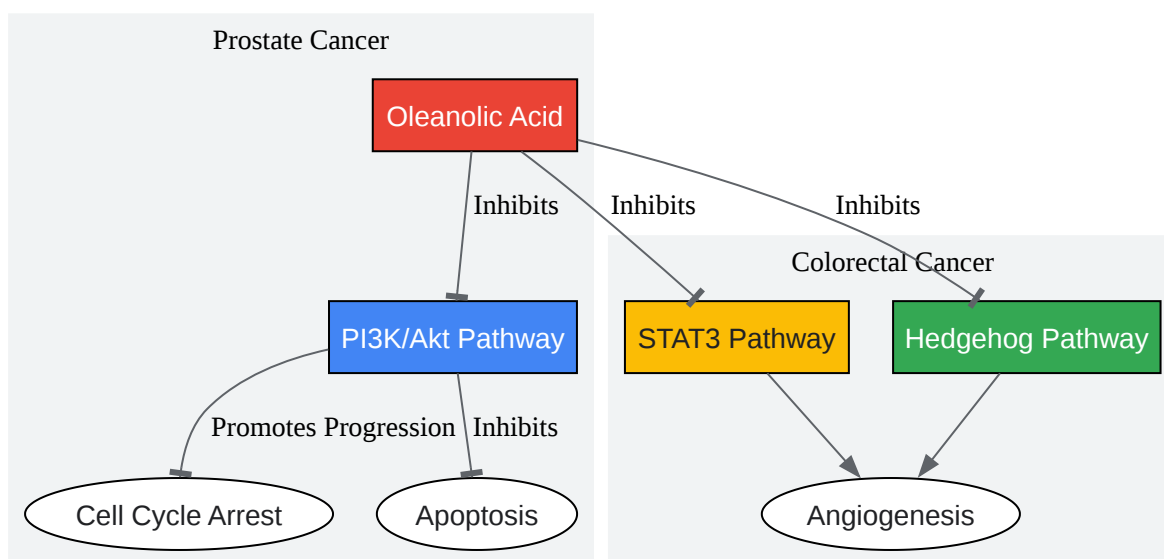 Prostate Cancer
Oleanolic Acid
Inhibits
Inhibits
Inhibits
Colorectal Cancer
PI3K/Akt Pathway
STAT3 Pathway
Hedgehog Pathway
Promotes Progression
Inhibits
Cell Cycle Arrest
Apoptosis
Angiogenesis